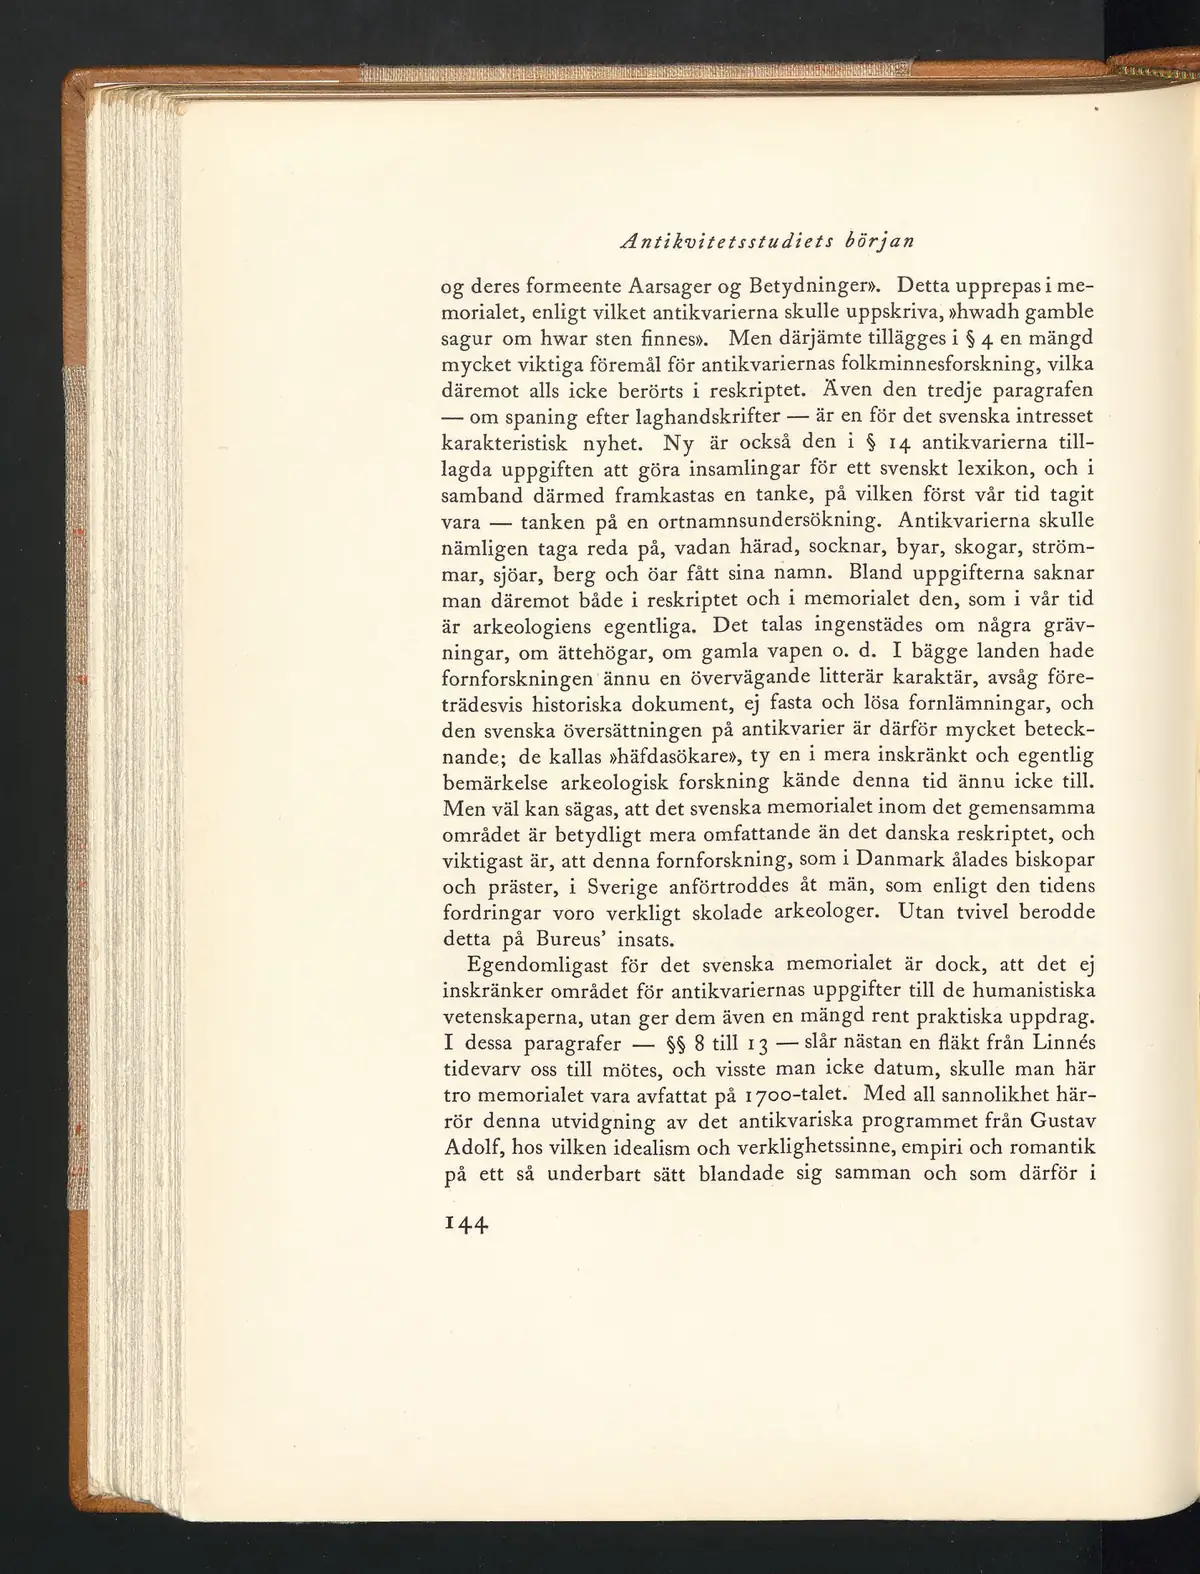 Antikvitetsstudiets början
og deres formeente Aarsager og Betydninger». Detta upprepas i me-
morialet, enligt vilket antikvarierna skulle uppskriva, »hwadh gamble
sagur om hwar sten finnes». Men därjämte tillägges i § 4 en mängd
mycket viktiga föremål för antikvariernas folkminnesforskning, vilka
däremot alls icke berörts i reskriptet. Även den tredje paragrafen
— om spaning efter laghandskrifter — är en för det svenska intresset
karakteristisk nyhet. Ny är också den i § 14 antikvarierna till-
lagda uppgiften att göra insamlingar för ett svenskt lexikon, och i
samband därmed framkastas en tanke, på vilken först vår tid tagit
vara — tanken på en ortnamnsundersökning. Antikvarierna skulle
nämligen taga reda på, vadan härad, socknar, byar, skogar, ström-
mar, sjöar, berg och öar fått sina namn. Bland uppgifterna saknar
man däremot både i reskriptet och i memorialet den, som i vår tid
är arkeologiens egentliga. Det talas ingenstädes om några gräv-
ningar, om ättehögar, om gamla vapen o. d. I bägge landen hade
fornforskningen ännu en övervägande litterär karaktär, avsåg före-
trädesvis historiska dokument, ej fasta och lösa fornlämningar, och
den svenska översättningen på antikvarier är därför mycket beteck-
nande; de kallas »häfdasökare», ty en i mera inskränkt och egentlig
bemärkelse arkeologisk forskning kände denna tid ännu icke till.
Men väl kan sägas, att det svenska memorialet inom det gemensamma
området är betydligt mera omfattande än det danska reskriptet, och
viktigast är, att denna fornforskning, som i Danmark ålades biskopar
och präster, i Sverige anförtroddes åt män, som enligt den tidens
fordringar voro verkligt skolade arkeologer. Utan tvivel berodde
detta på Bureus’ insats.
Egendomligast för det svenska memorialet är dock, att det ej
inskränker området för antikvariernas uppgifter till de humanistiska
vetenskaperna, utan ger dem även en mängd rent praktiska uppdrag.
I dessa paragrafer — §§ 8 till 13 — slår nästan en fläkt från Linnés
tidevarv oss till mötes, och visste man icke datum, skulle man här
tro memorialet vara avfattat på 1700-talet. Med all sannolikhet här-
rör denna utvidgning av det antikvariska programmet från Gustav
Adolf, hos vilken idealism och verklighetssinne, empiri och romantik
på ett så underbart sätt blandade sig samman och som därför i
144